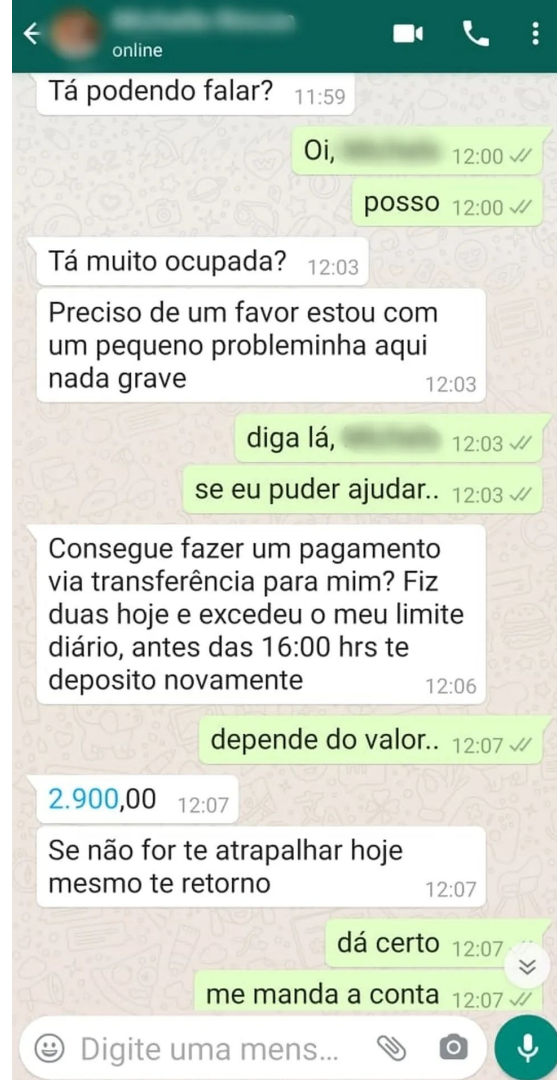 online
Tá podendo falar? 11:59
Oi, 12:00
posso 12:00
Tá muito ocupada? 12:03
Preciso de um favor estou com
um pequeno probleminha aqui
nada grave 12:03
diga lá, 12:03
se eu puder ajudar.. 12:03
Consegue fazer um pagamento
via transferência para mim? Fiz
duas hoje e excedeu o meu limite
diário, antes das 16:00 hrs te
deposito novamente 12:06
depende do valor.. 12:07
2.900,00 12:07
Se não for te atrapalhar hoje
mesmo te retorno 12:07
dá certo 12:07
me manda a conta 12:07
Digite uma mens...